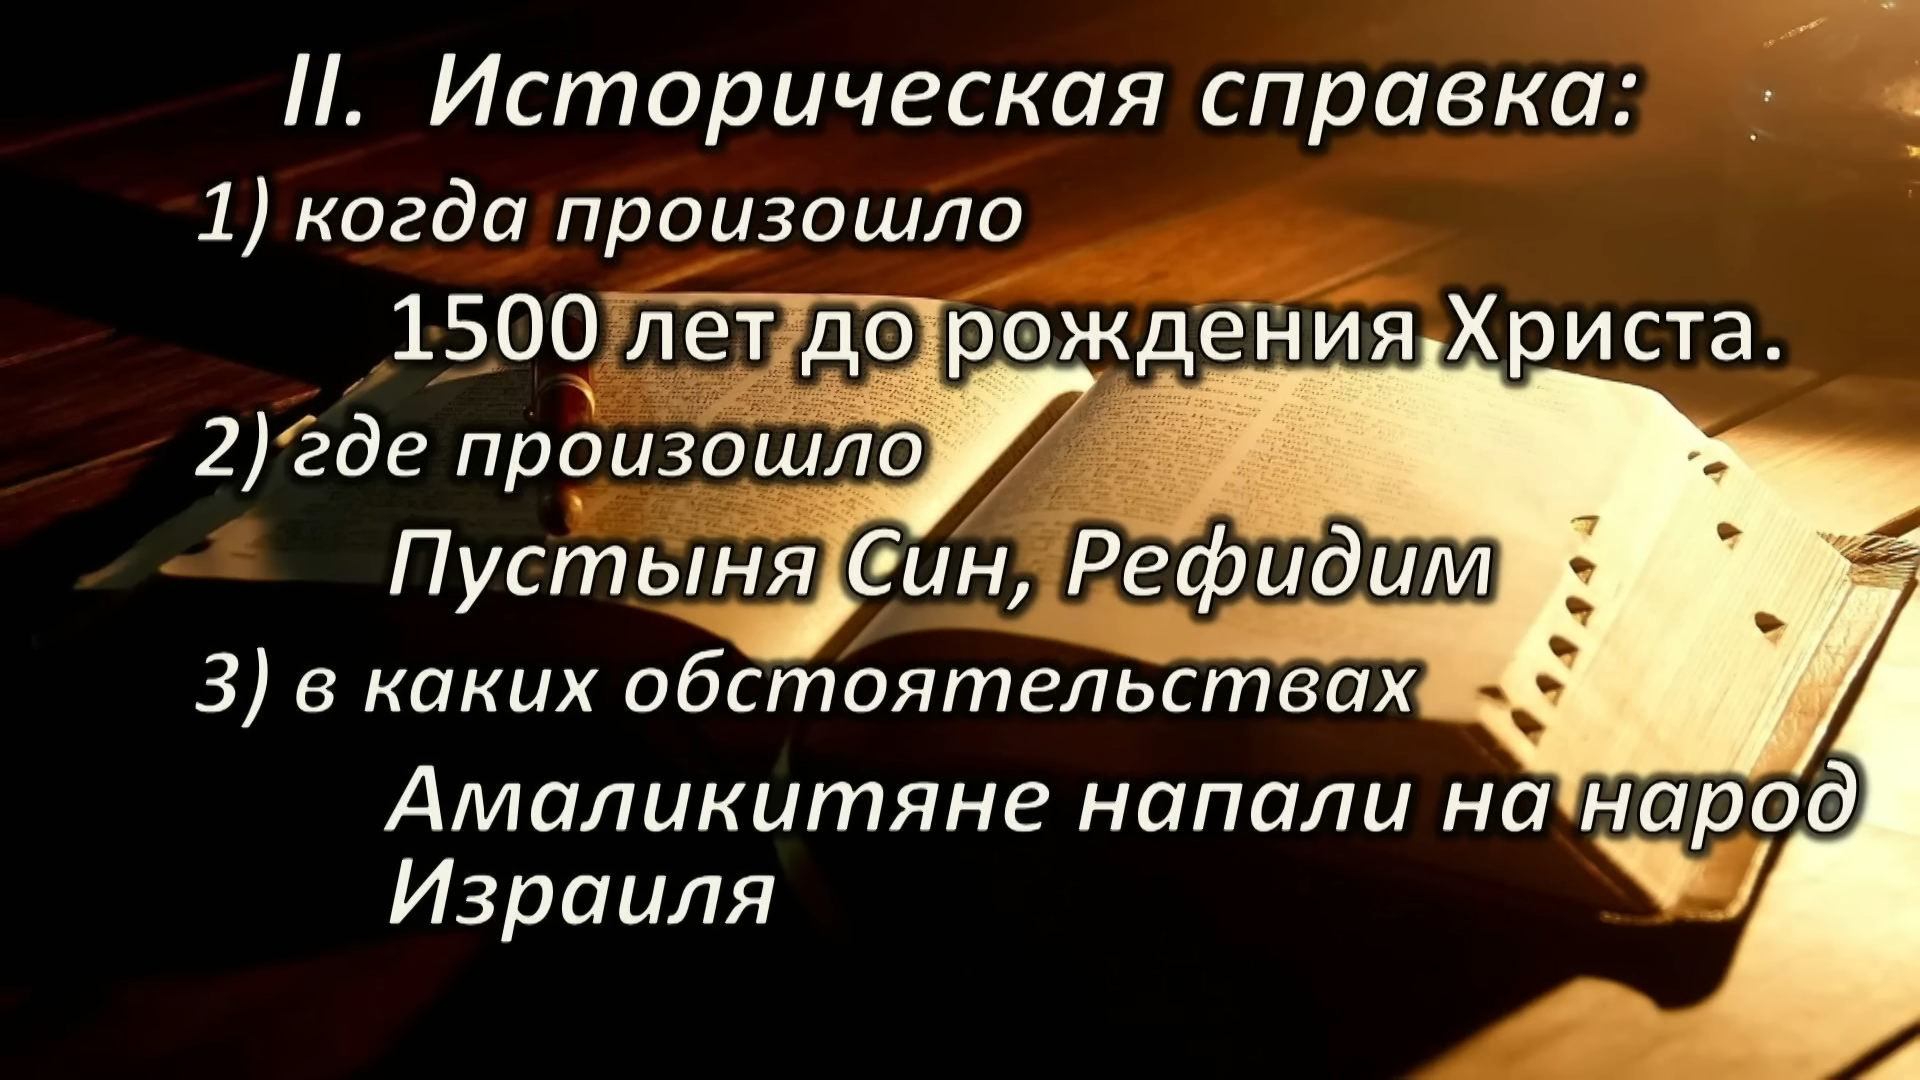 II. Историческая справка:
1) когда произошло
1500 лет до рождения Христа.
2) где произошло
Пустыня Син, Рефидим
3) в каких обстоятельствах
Амаликитяне напали на народ
Израиля